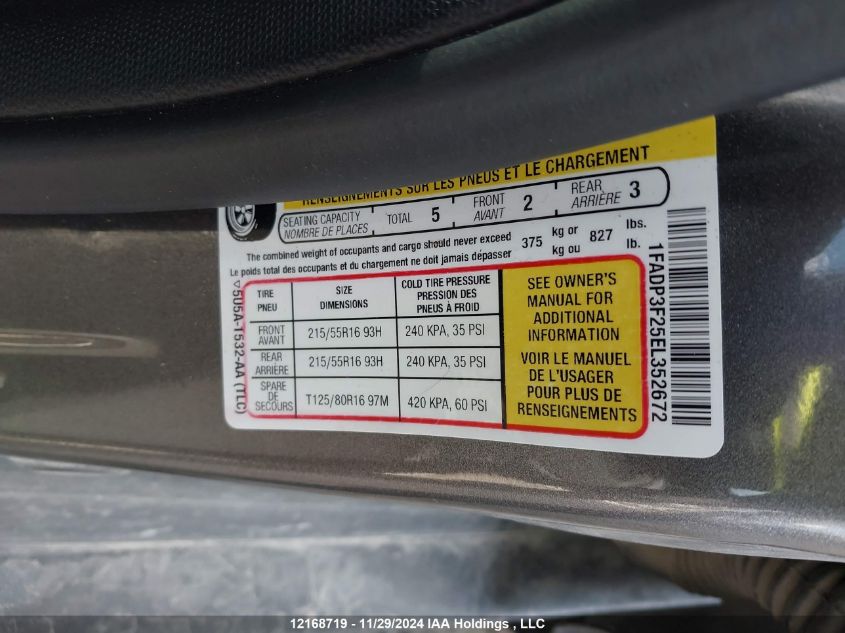 RENSEIGNEMENTS SUR LES PNEUS ET LE CHARGEMENT
SEATING CAPACITY
NOMBRE DE PLACES
TOTAL 5
FRONT
AVANT 2
REAR
ARRIÈRE 3
The combined weight of occupants and cargo should never exceed
Le poids total des occupants et du chargement ne doit jamais dépasser
375 kg or
kg ou 827 lbs.
lb.
TIRE
PNEU
SIZE
DIMENSIONS
COLD TIRE PRESSURE
PRESSION DES
PNEUS À FROID
FRONT
AVANT
215/55R16 93H
240 KPA, 35 PSI
REAR
ARRIÈRE
215/55R16 93H
240 KPA, 35 PSI
SPARE
DE
SECOURS
T125/80R16 97M
420 KPA, 60 PSI
SEE OWNER'S
MANUAL FOR
ADDITIONAL
INFORMATION
VOIR LE MANUEL
DE L'USAGER
POUR PLUS DE
RENSEIGNEMENTS
5U5A-1532-AA (TLC)
1FADP3F25EL352672
12168719 - 11/29/2024 IAA Holdings , LLC